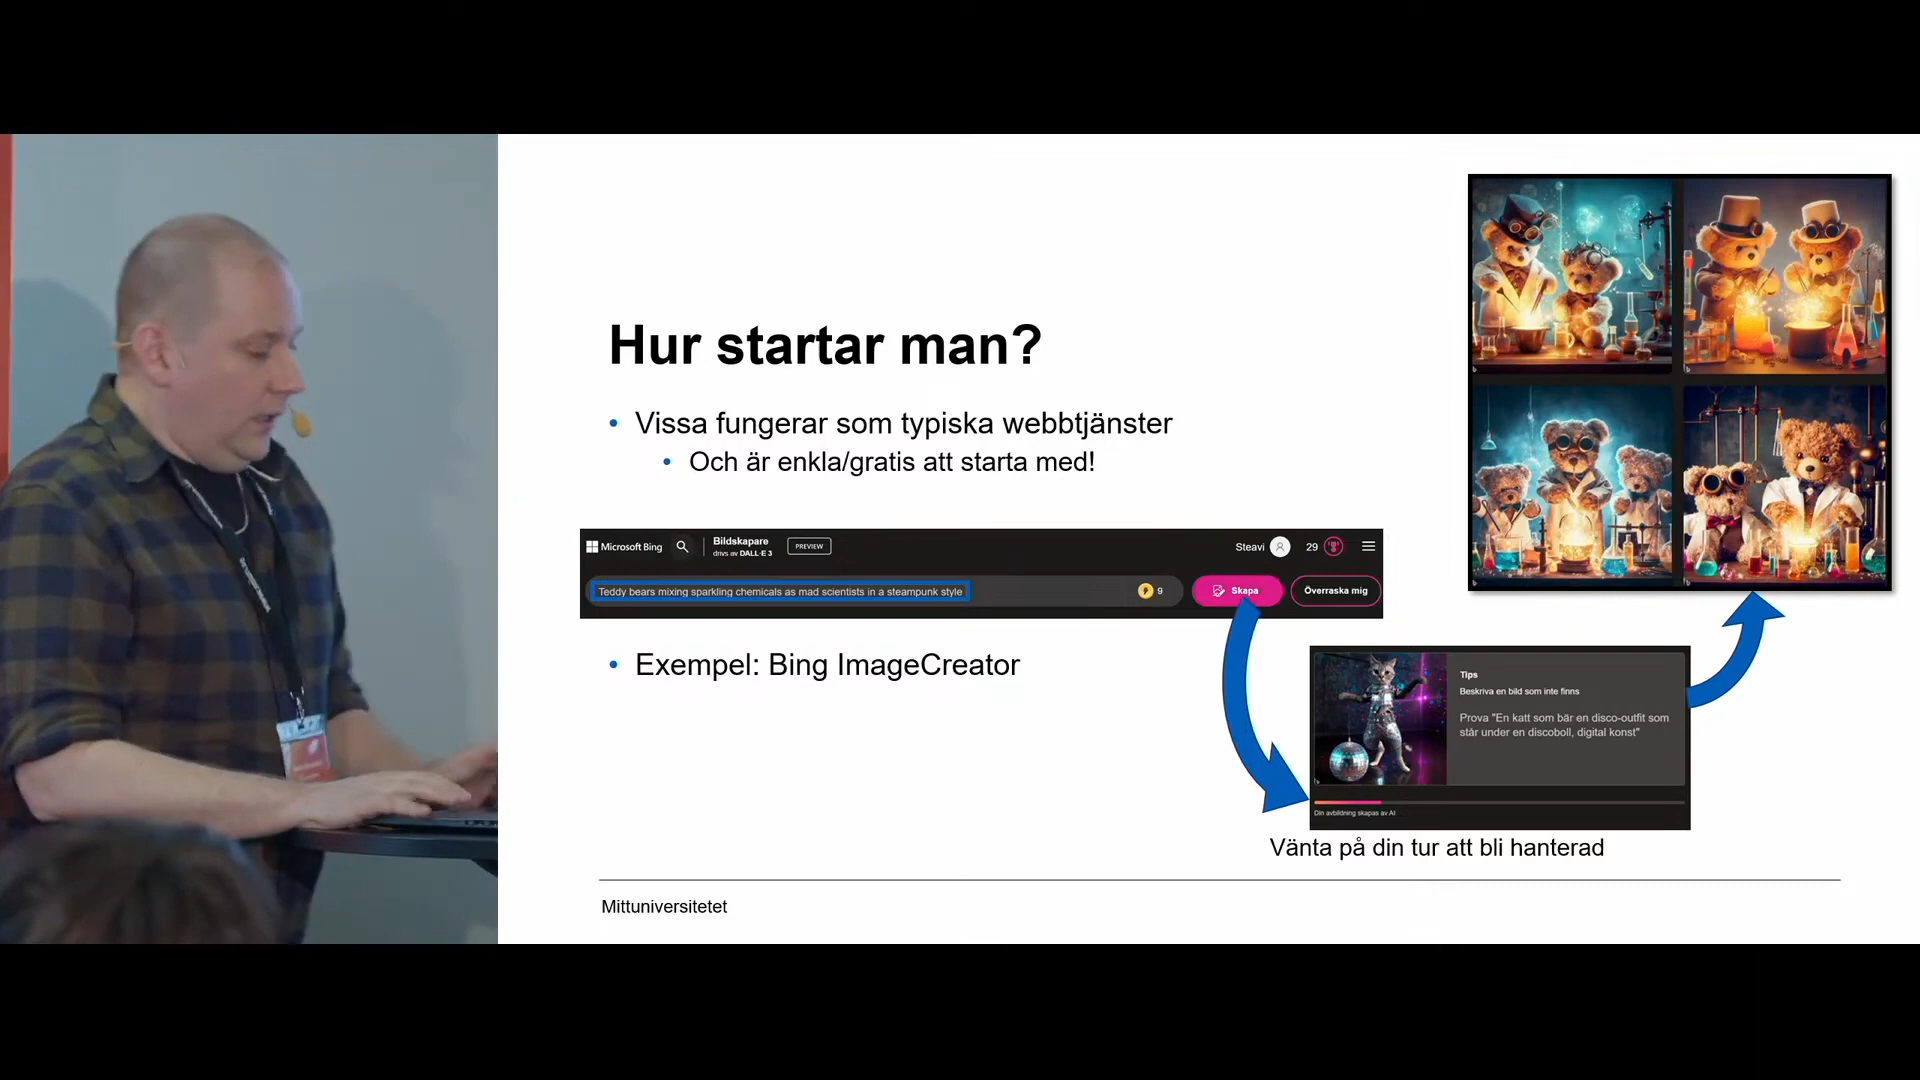 Hur startar man?
• Vissa fungerar som typiska webbtjänster
• Och är enkla/gratis att starta med!
Microsoft Bing
Bildskapare
drivs av DALL·E 3
PREVIEW
Steavi
29
Teddy bears mixing sparkling chemicals as mad scientists in a steampunk style
9
Skapa
Överraska mig
• Exempel: Bing ImageCreator
Tips
Beskriva en bild som inte finns
Prova "En katt som bär en disco-outfit som
står under en discoboll, digital konst"
Din avbildning skapas av AI
Vänta på din tur att bli hanterad
Mittuniversitetet